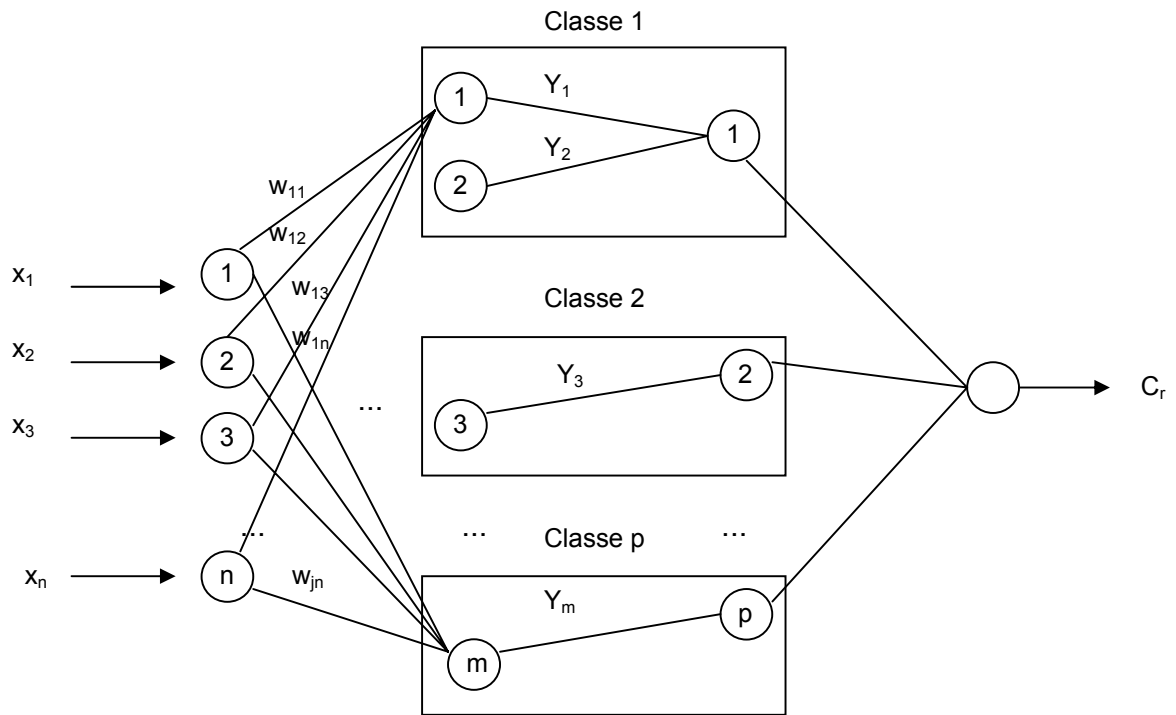 Classe 1
1
Y₁
1
Y₂
2
w₁₁
w₁₂
x₁
1
w₁₃
Classe 2
w₁ₙ
x₂
2
Y₃
2
...
3
Cᵣ
x₃
3
...
...
Classe p
...
xₙ
n
wⱼₙ
Yₘ
p
m